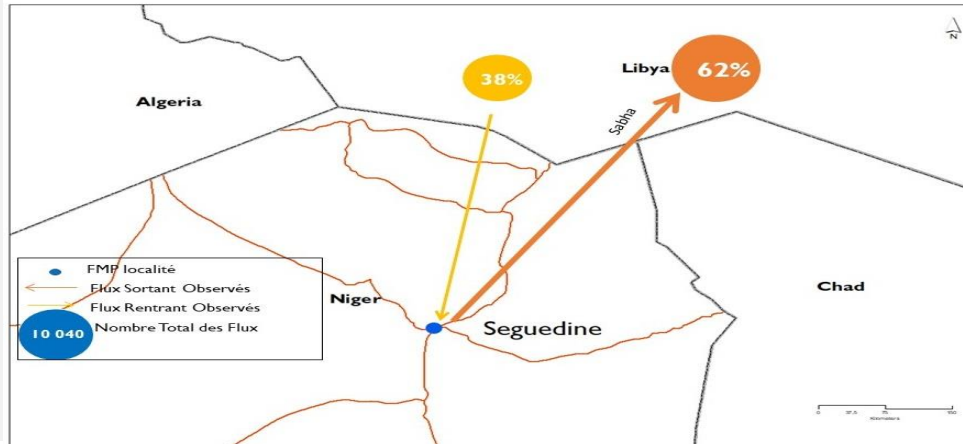 N
38%
Libya
62%
Algeria
Sabha
FMP localité
Flux Sortant Observés
Flux Rentrant Observés
10 040
Nombre Total des Flux
Niger
Seguedine
Chad